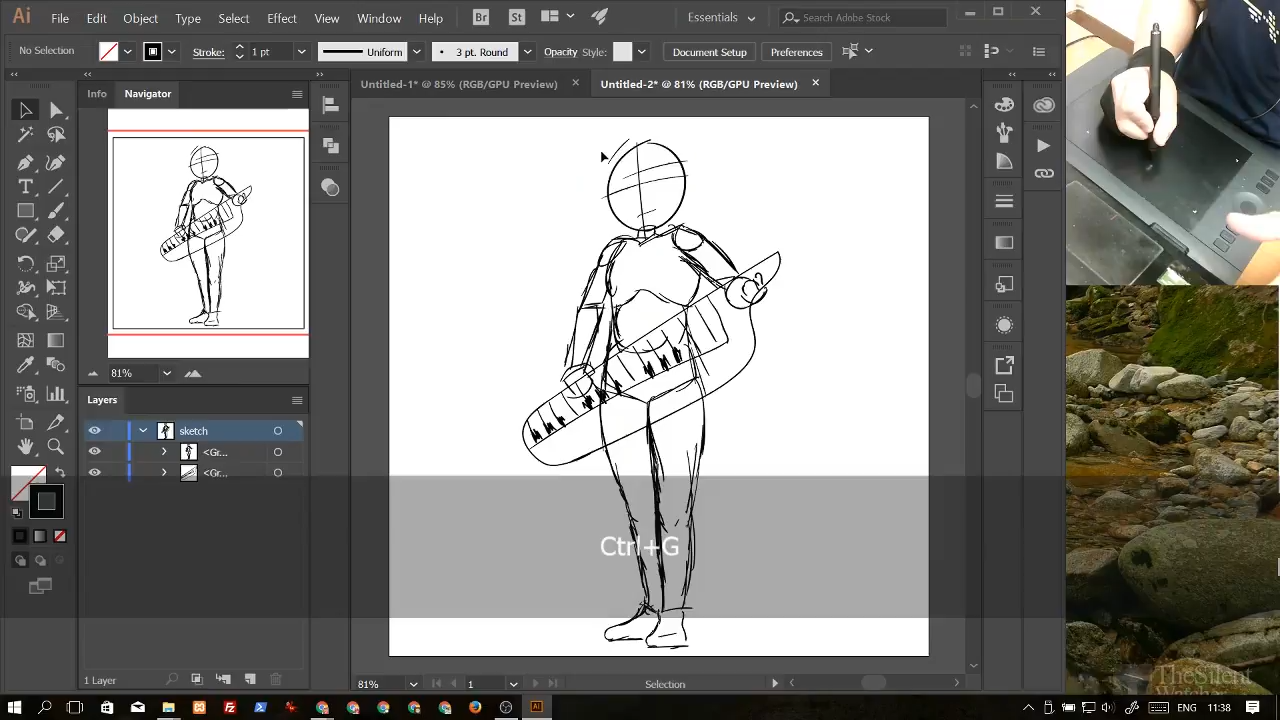 Ai File Edit Object Type Select Effect View Window Help Br St Essentials Search Adobe Stock
No Selection Stroke: 1 pt Uniform 3 pt. Round Opacity Style: Document Setup Preferences
Info Navigator
Untitled-1* @ 85% (RGB/GPU Preview) Untitled-2* @ 81% (RGB/GPU Preview)
81%
Layers
sketch
<Gr...
<Gr...
Ctrl+G
1 Layer
81% 1 Selection
TheSilent
Watcher
ENG 11:38